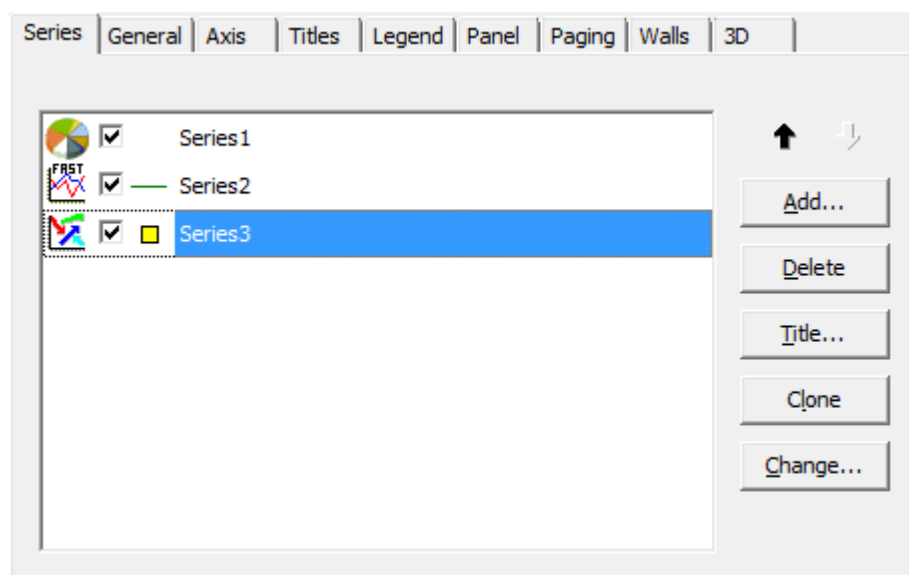 Series General Axis Titles Legend Panel Paging Walls 3D
Series1
FAST
Series2
Series3
Add...
Delete
Title...
Clone
Change...